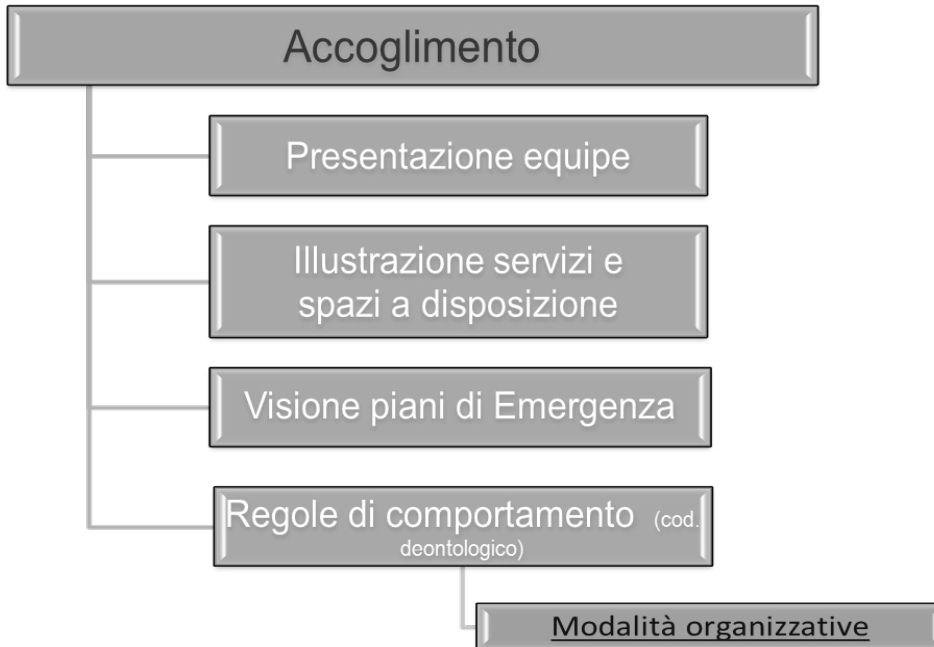 Accoglimento
Presentazione equipe
Illustrazione servizi e
spazi a disposizione
Visione piani di Emergenza
Regole di comportamento (cod.
deontologico)
Modalità organizzative